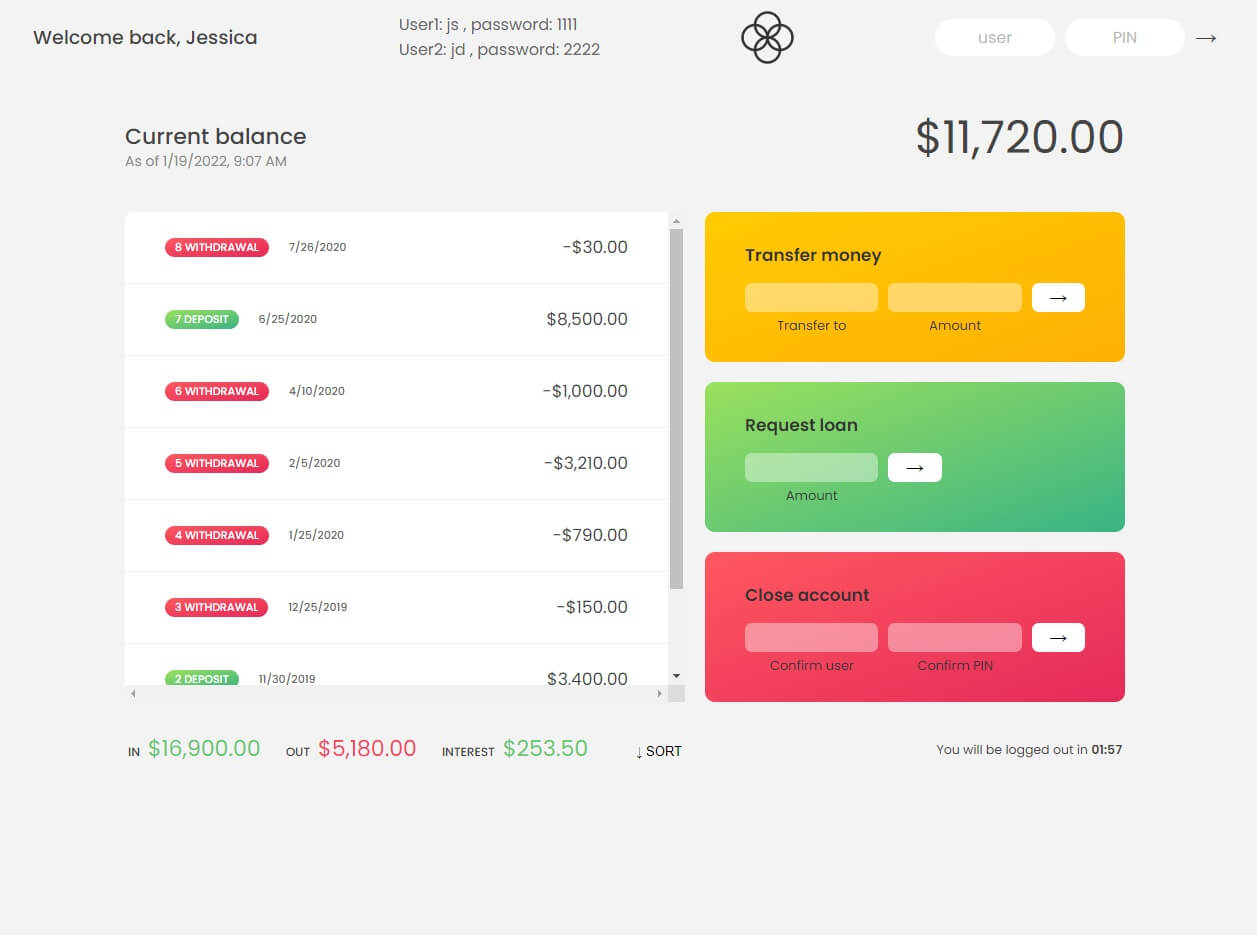 Welcome back, Jessica
User1: js , password: 1111
User2: jd , password: 2222
user
PIN
→
Current balance
As of 1/19/2022, 9:07 AM
$11,720.00
8 WITHDRAWAL 7/26/2020 -$30.00
7 DEPOSIT 6/25/2020 $8,500.00
6 WITHDRAWAL 4/10/2020 -$1,000.00
5 WITHDRAWAL 2/5/2020 -$3,210.00
4 WITHDRAWAL 1/25/2020 -$790.00
3 WITHDRAWAL 12/25/2019 -$150.00
2 DEPOSIT 11/30/2019 $3,400.00
Transfer money
→
Transfer to Amount
Request loan
→
Amount
Close account
→
Confirm user Confirm PIN
IN $16,900.00 OUT $5,180.00 INTEREST $253.50 ↓ SORT
You will be logged out in 01:57